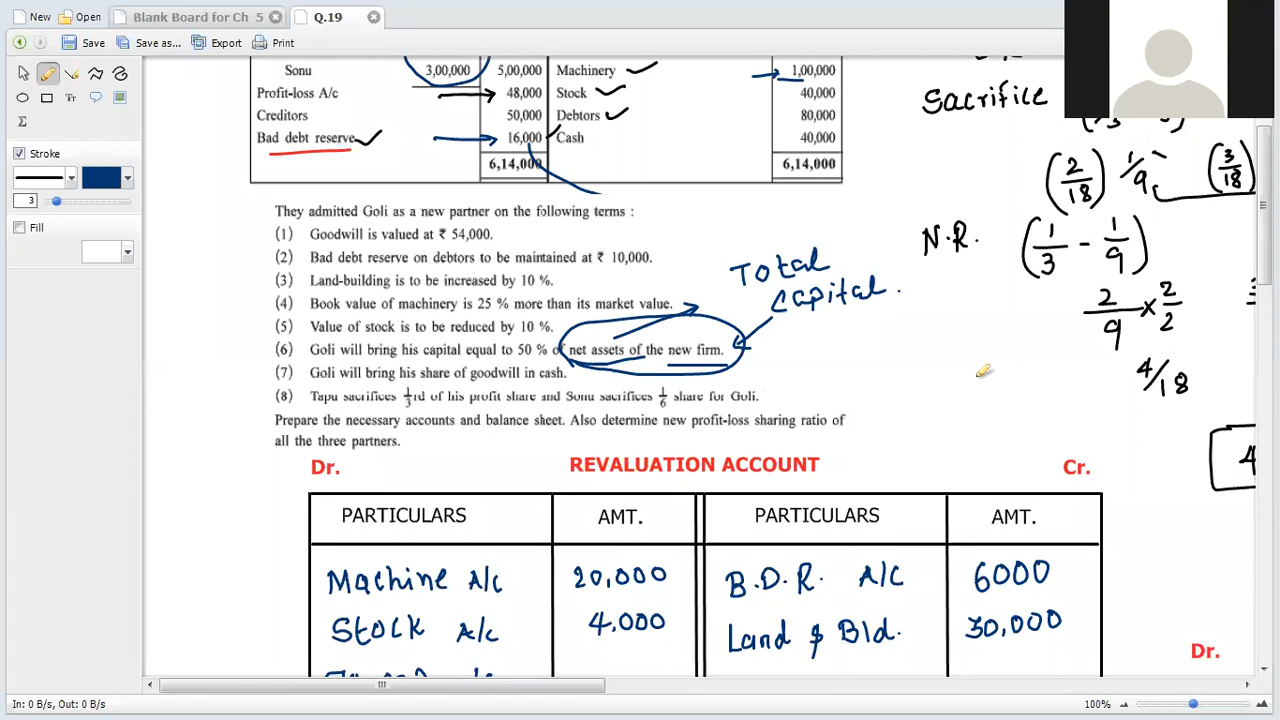 New Open Blank Board for Ch 5 Q.19
Save Save as... Export Print
Stroke
3
Fill
Sonu 3,00,000 5,00,000 Machinery 1,00,000
Profit-loss A/c 48,000 Stock 40,000
Creditors 50,000 Debtors 80,000
Bad debt reserve 16,000 Cash 40,000
6,14,000 6,14,000
They admitted Goli as a new partner on the following terms :
(1) Goodwill is valued at ₹ 54,000.
(2) Bad debt reserve on debtors to be maintained at ₹ 10,000.
(3) Land-building is to be increased by 10 %.
(4) Book value of machinery is 25 % more than its market value.
(5) Value of stock is to be reduced by 10 %.
(6) Goli will bring his capital equal to 50 % of net assets of the new firm.
(7) Goli will bring his share of goodwill in cash.
(8) Tapu sacrifices 1/3rd of his profit share and Sonu sacrifices 1/6 share for Goli.
Prepare the necessary accounts and balance sheet. Also determine new profit-loss sharing ratio of
all the three partners.
Total
Capital.
Sacrifice
(2/18) 1/9 (3/18)
N.R. (1/3 - 1/9)
2/9 × 2/2
4/18
4
Dr. REVALUATION ACCOUNT Cr.
PARTICULARS AMT. PARTICULARS AMT.
Machine A/c 20,000 B.D.R. A/c 6000
Stock A/c 4,000 Land & Bld. 30,000
Dr.
In: 0 B/s, Out: 0 B/s 100%